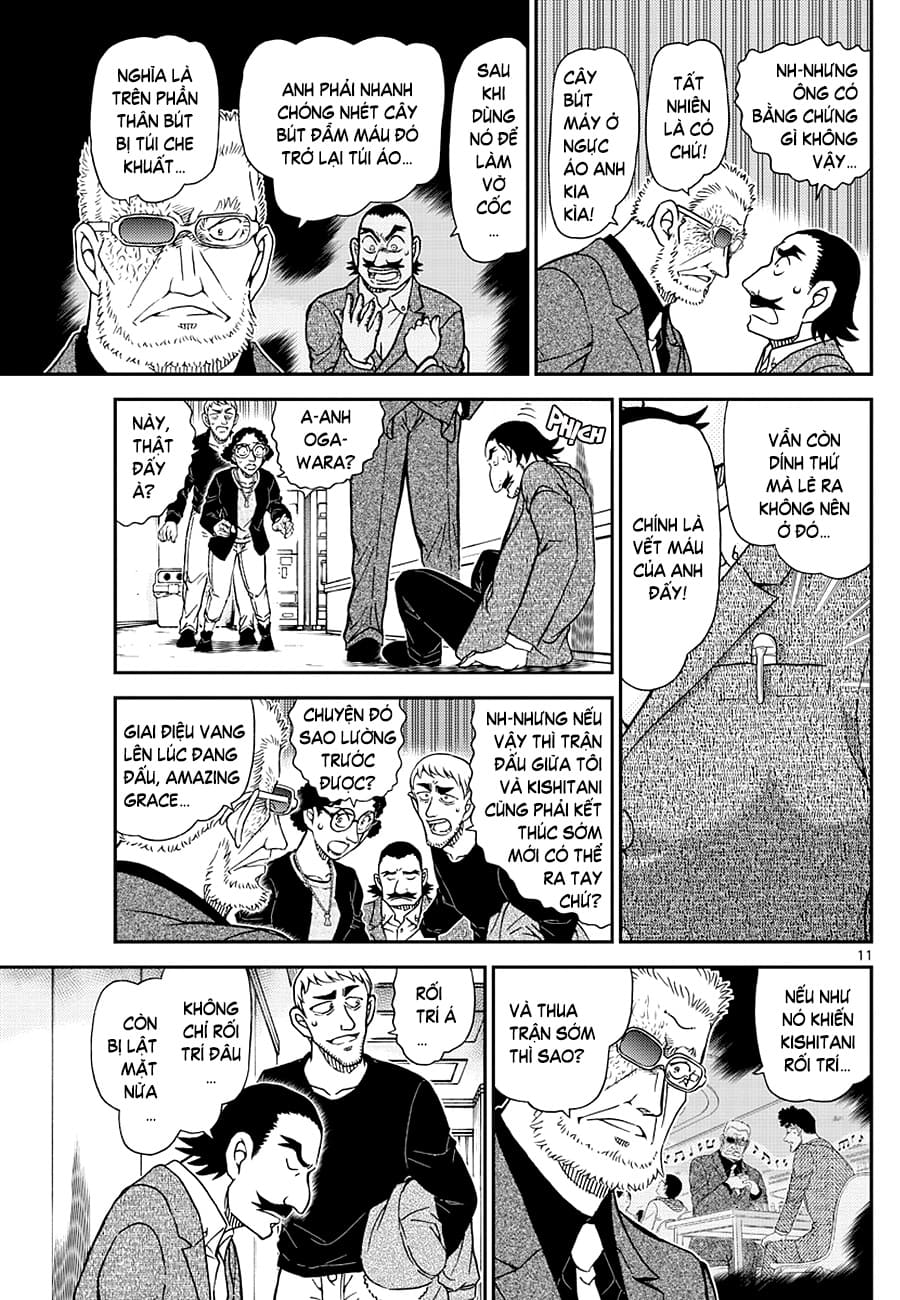 NH-NHƯNG
ÔNG CÓ
BẰNG CHỨNG
GÌ KHÔNG
VẬY...
TẤT
NHIÊN
LÀ CÓ
CHỨ!
CÂY
BÚT
MÁY Ở
NGỰC
ÁO ANH
KIA
KÌA!
SAU
KHI
DÙNG
NÓ ĐỂ
LÀM
VỠ
CỐC
...
ANH PHẢI NHANH
CHÓNG NHÉT CÂY
BÚT ĐẪM MÁU ĐÓ
TRỞ LẠI TÚI ÁO...
NGHĨA LÀ
TRÊN PHẦN
THÂN BÚT
BỊ TÚI CHE
KHUẤT...
VẪN CÒN
DÍNH THỨ
MÀ LẼ RA
KHÔNG NÊN
Ở ĐÓ...
CHÍNH LÀ
VẾT MÁU
CỦA ANH
ĐẤY!
PHỊCH
A-ANH
OGA-
WARA?
NÀY,
THẬT
ĐẤY
À?
NH-NHƯNG NẾU
VẬY THÌ TRẬN
ĐẤU GIỮA TÔI
VÀ KISHITANI
CŨNG PHẢI KẾT
THÚC SỚM
MỚI CÓ THỂ
RA TAY
CHỨ?
CHUYỆN ĐÓ
SAO LƯỜNG
TRƯỚC
ĐƯỢC?
GIAI ĐIỆU VANG
LÊN LÚC ĐANG
ĐẤU, AMAZING
GRACE...
11
NẾU NHƯ
NÓ KHIẾN
KISHITANI
RỐI TRÍ...
VÀ THUA
TRẬN SỚM
THÌ SAO?
RỐI
TRÍ Á
...
KHÔNG
CHỈ RỐI
TRÍ ĐÂU
...
CÒN
BỊ LẬT
MẶT
NỮA
...